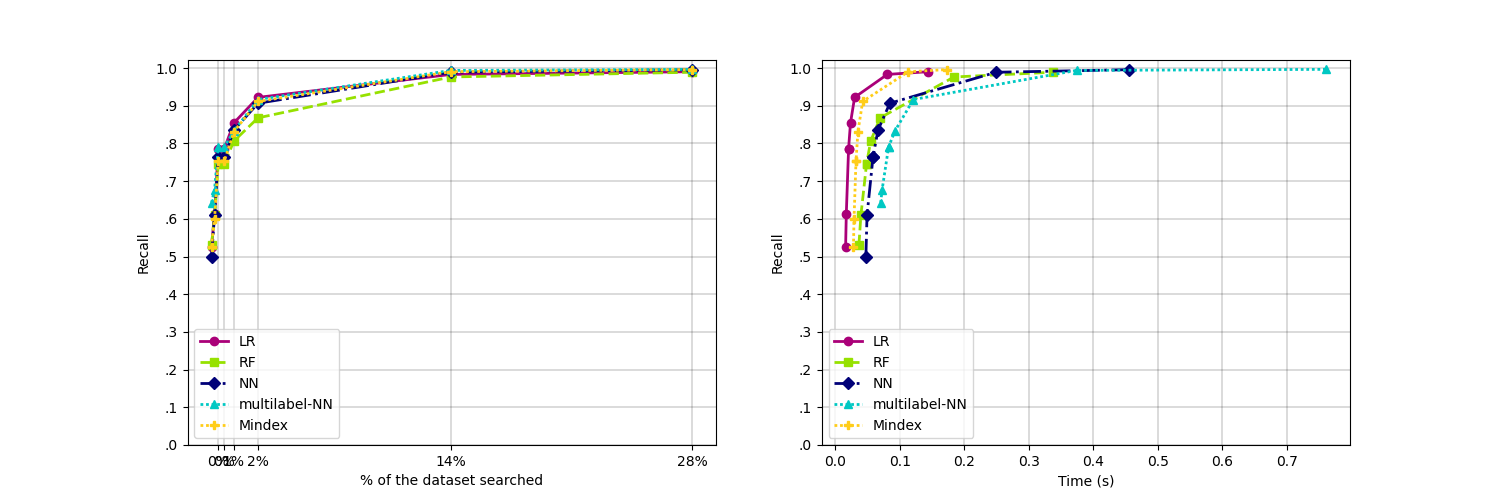 1.0
.9
.8
.7
.6
.5
.4
.3
.2
.1
.0
Recall
LR
RF
NN
multilabel-NN
Mindex
2%
14%
28%
% of the dataset searched
1.0
.9
.8
.7
.6
.5
.4
.3
.2
.1
.0
Recall
LR
RF
NN
multilabel-NN
Mindex
0.0 0.1 0.2 0.3 0.4 0.5 0.6 0.7
Time (s)